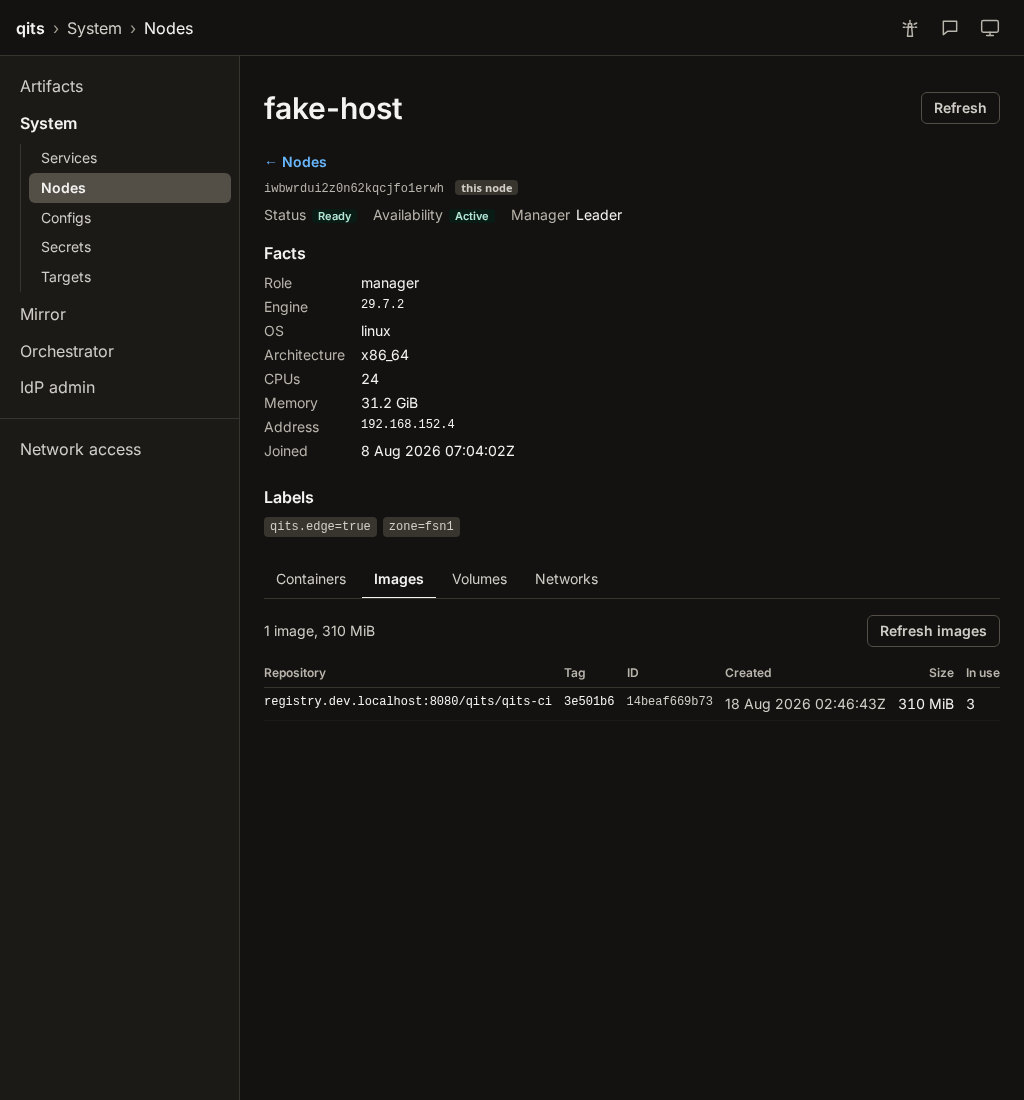 qits › System › Nodes
Artifacts
System
Services
Nodes
Configs
Secrets
Targets
Mirror
Orchestrator
IdP admin
Network access
fake-host
Refresh
← Nodes
iwbwrdui2z0n62kqcjfo1erwh this node
Status Ready Availability Active Manager Leader
Facts
Role manager
Engine 29.7.2
OS linux
Architecture x86_64
CPUs 24
Memory 31.2 GiB
Address 192.168.152.4
Joined 8 Aug 2026 07:04:02Z
Labels
qits.edge=true zone=fsn1
Containers Images Volumes Networks
1 image, 310 MiB
Refresh images
Repository Tag ID Created Size In use
registry.dev.localhost:8080/qits/qits-ci 3e501b6 14beaf669b73 18 Aug 2026 02:46:43Z 310 MiB 3